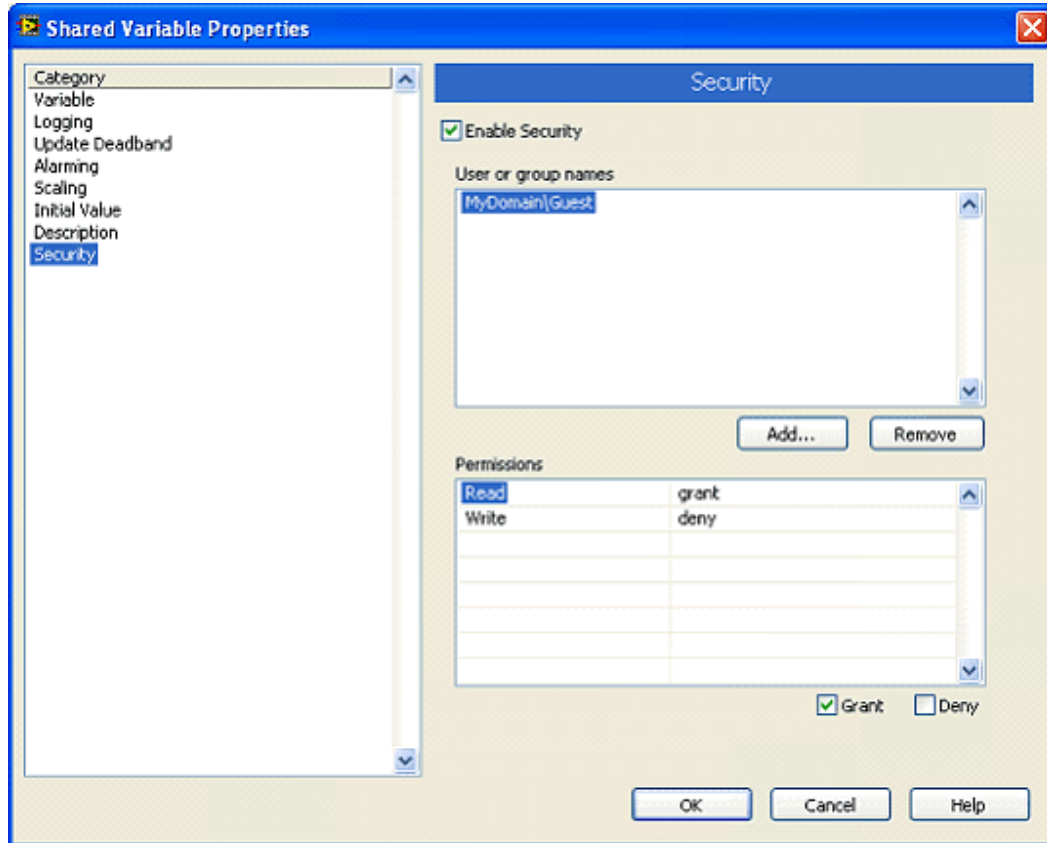 Shared Variable Properties
Category
Variable
Logging
Update Deadband
Alarming
Scaling
Initial Value
Description
Security
Security
Enable Security
User or group names
MyDomain\Guest
Add...
Remove
Permissions
Read grant
Write deny
Grant Deny
OK Cancel Help